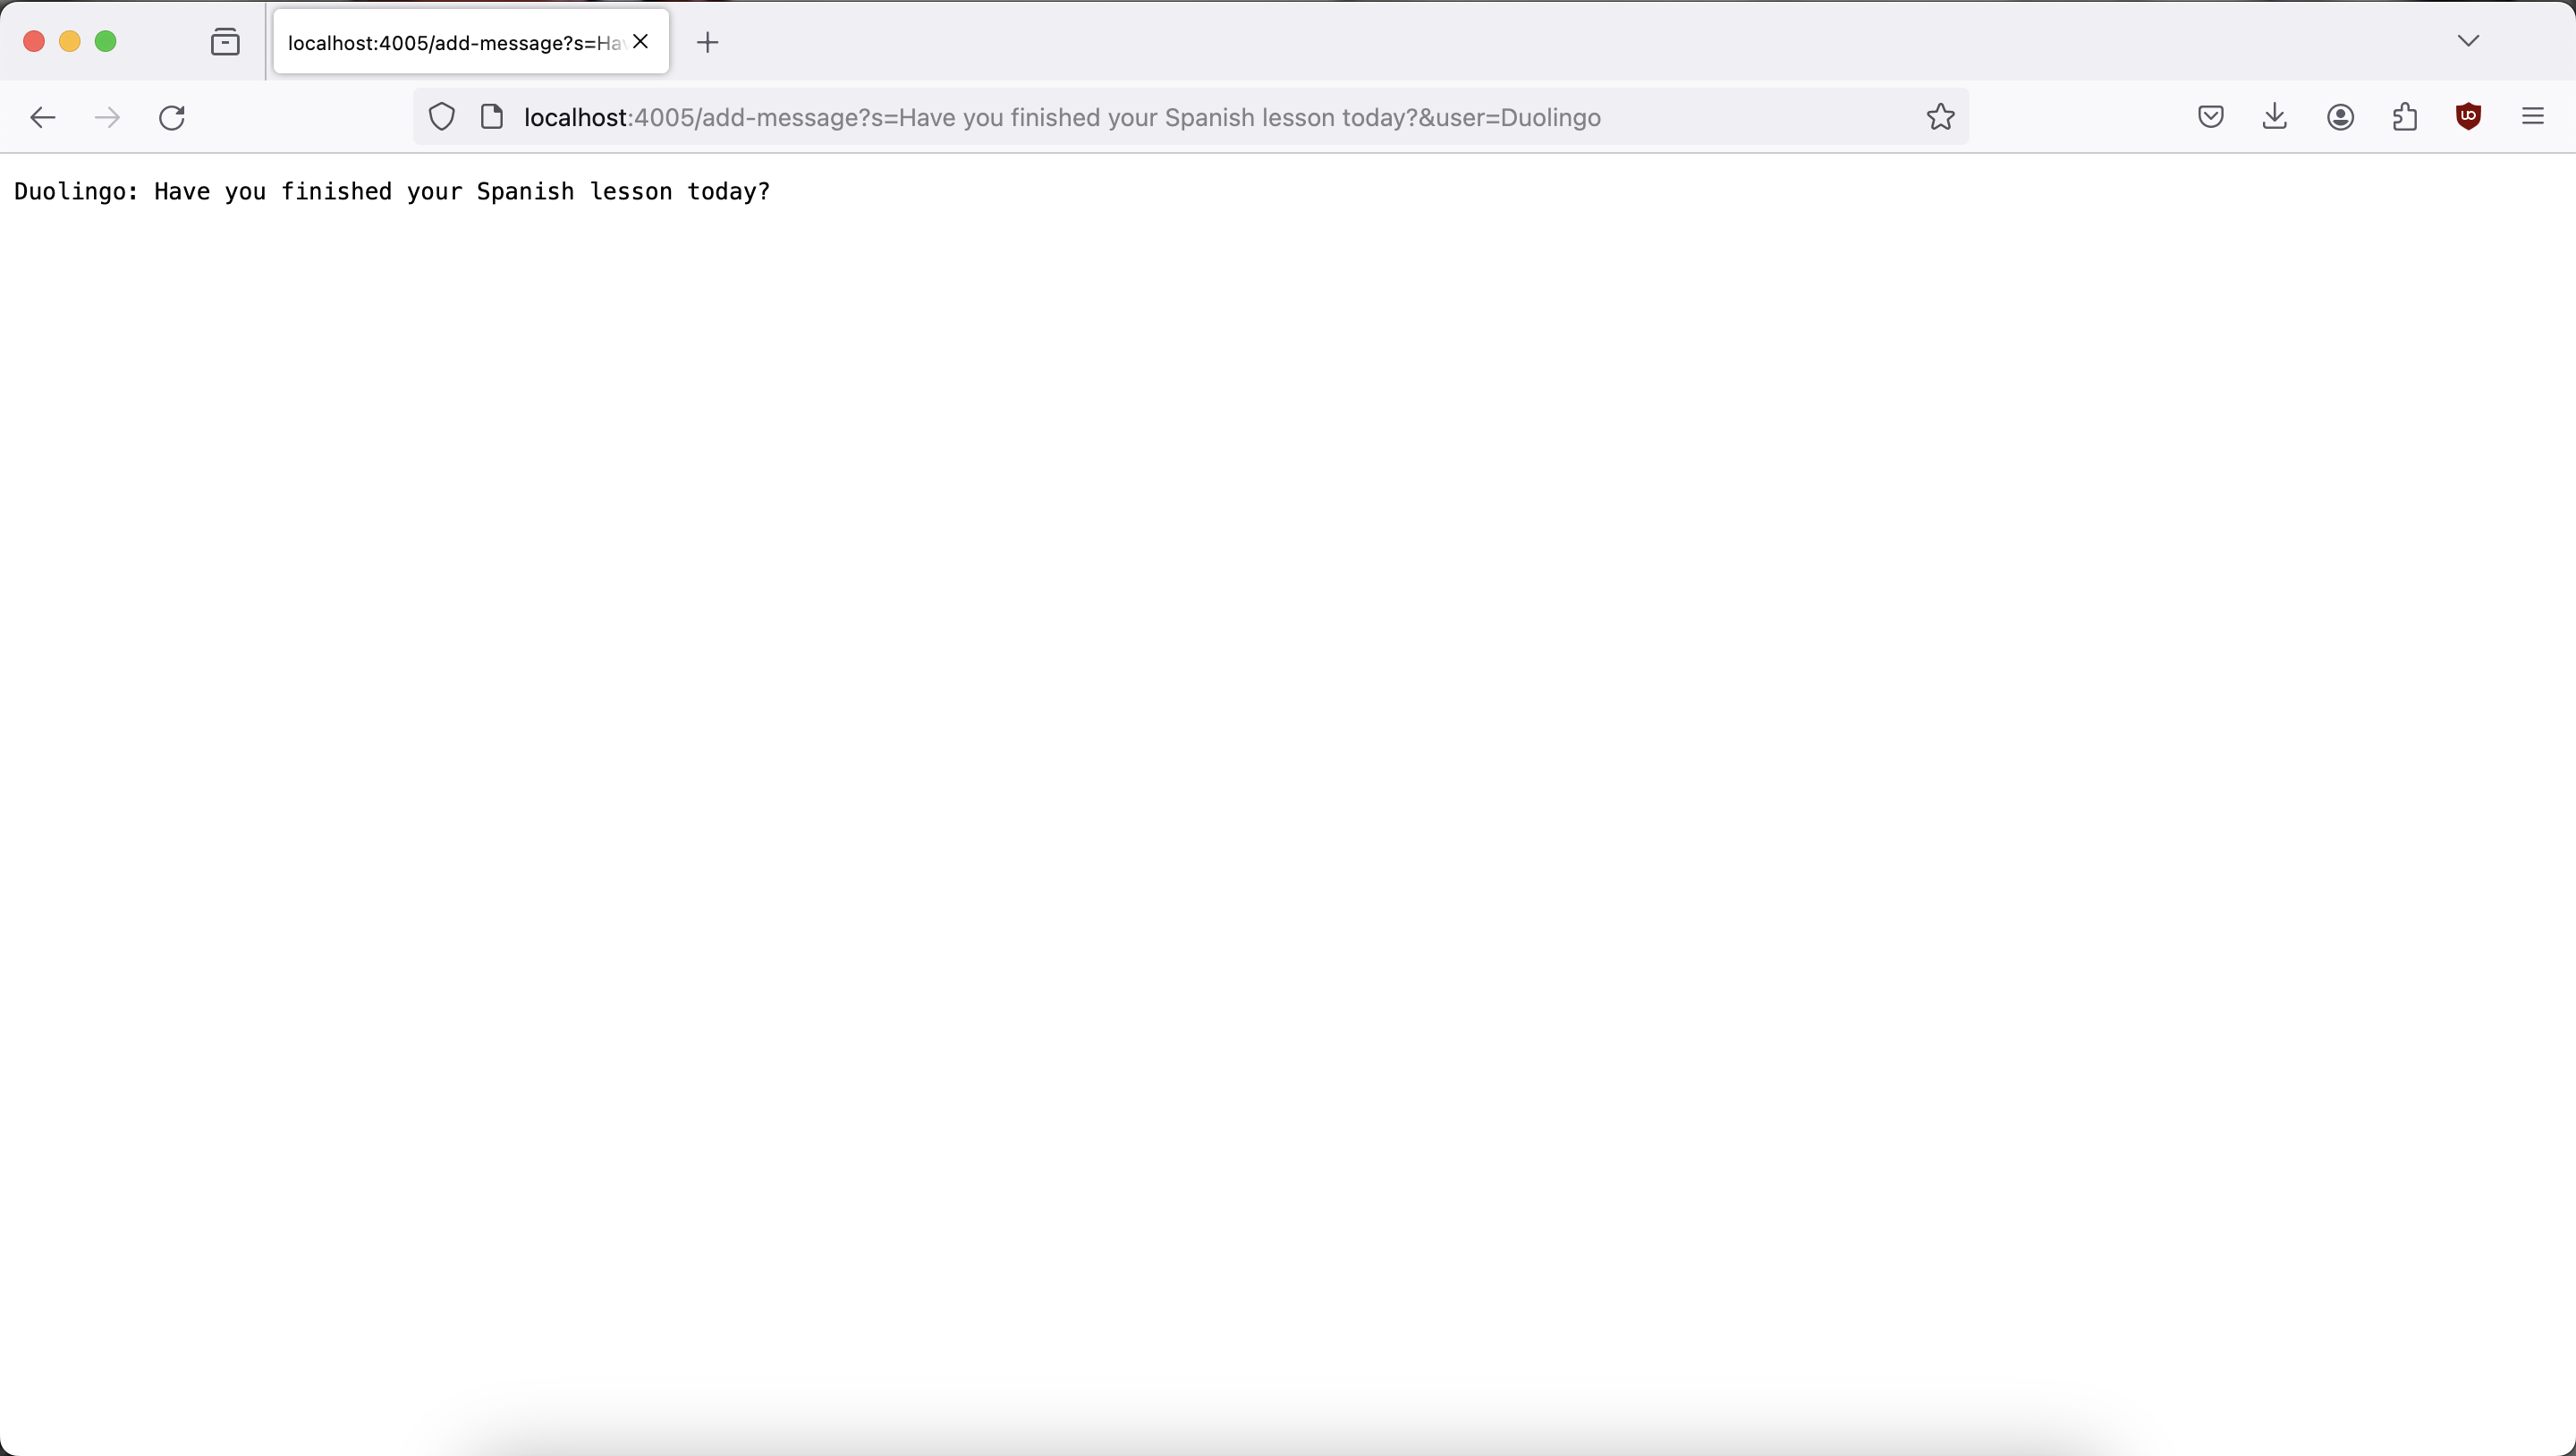 localhost:4005/add-message?s=Ha
localhost:4005/add-message?s=Have you finished your Spanish lesson today?&user=Duolingo
Duolingo: Have you finished your Spanish lesson today?